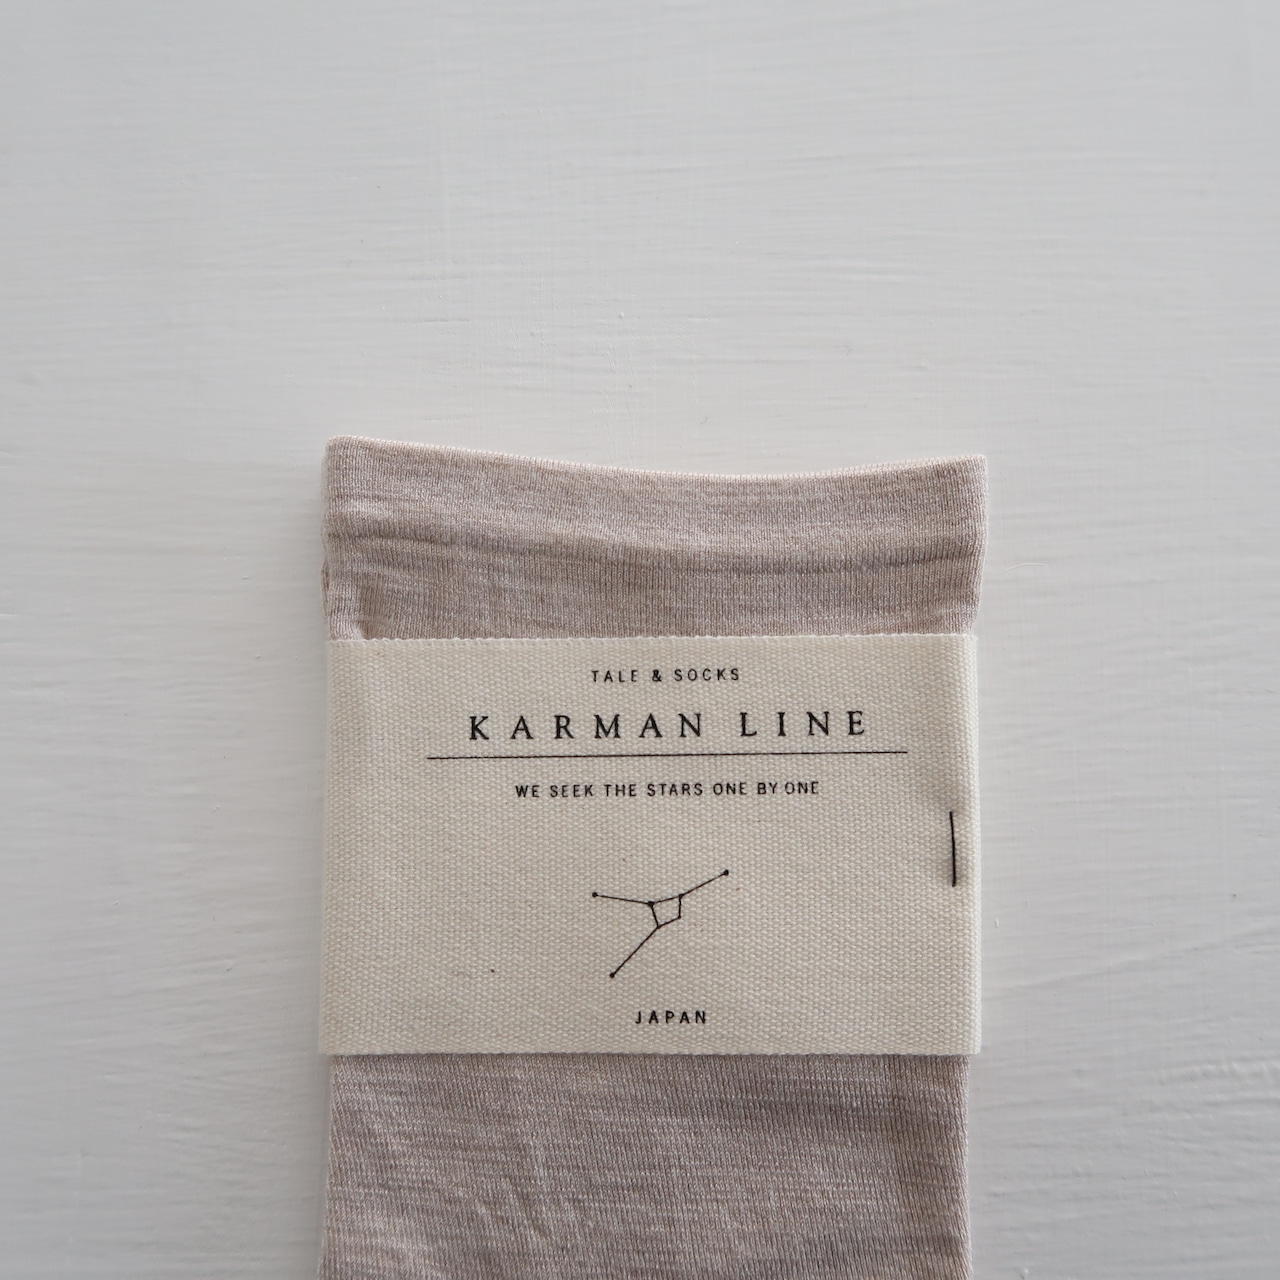 TALE & SOCKS
KARMAN LINE
WE SEEK THE STARS ONE BY ONE
JAPAN